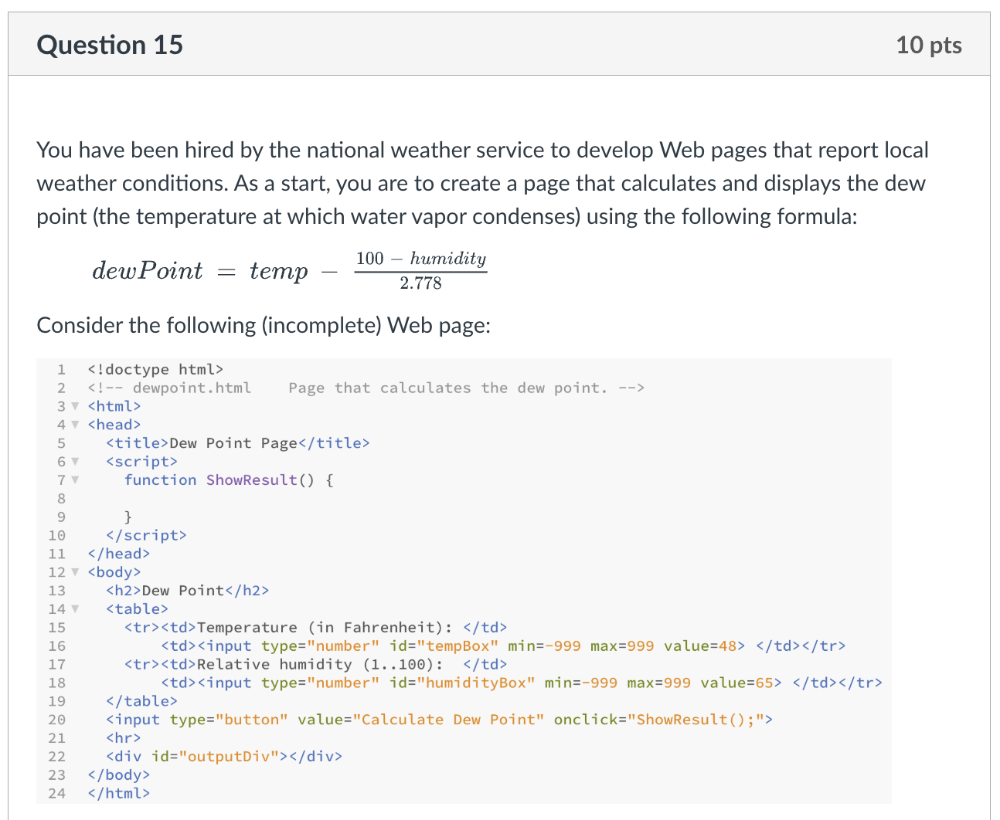 Question 15
10 pts
You have been hired by the national weather service to develop Web pages that report local
weather conditions. As a start, you are to create a page that calculates and displays the dew
point (the temperature at which water vapor condenses) using the following formula:
dewPoint = temp − (100 − humidity) / 2.778
Consider the following (incomplete) Web page:
1 <!doctype html>
2 <!-- dewpoint.html    Page that calculates the dew point. -->
3 ▼ <html>
4 ▼ <head>
5   <title>Dew Point Page</title>
6 ▼   <script>
7 ▼     function ShowResult() {
8
9     }
10   </script>
11 </head>
12 ▼ <body>
13   <h2>Dew Point</h2>
14 ▼   <table>
15     <tr><td>Temperature (in Fahrenheit): </td>
16         <td><input type="number" id="tempBox" min=-999 max=999 value=48> </td></tr>
17     <tr><td>Relative humidity (1..100):  </td>
18         <td><input type="number" id="humidityBox" min=-999 max=999 value=65> </td></tr>
19   </table>
20   <input type="button" value="Calculate Dew Point" onclick="ShowResult();">
21   <hr>
22   <div id="outputDiv"></div>
23 </body>
24 </html>